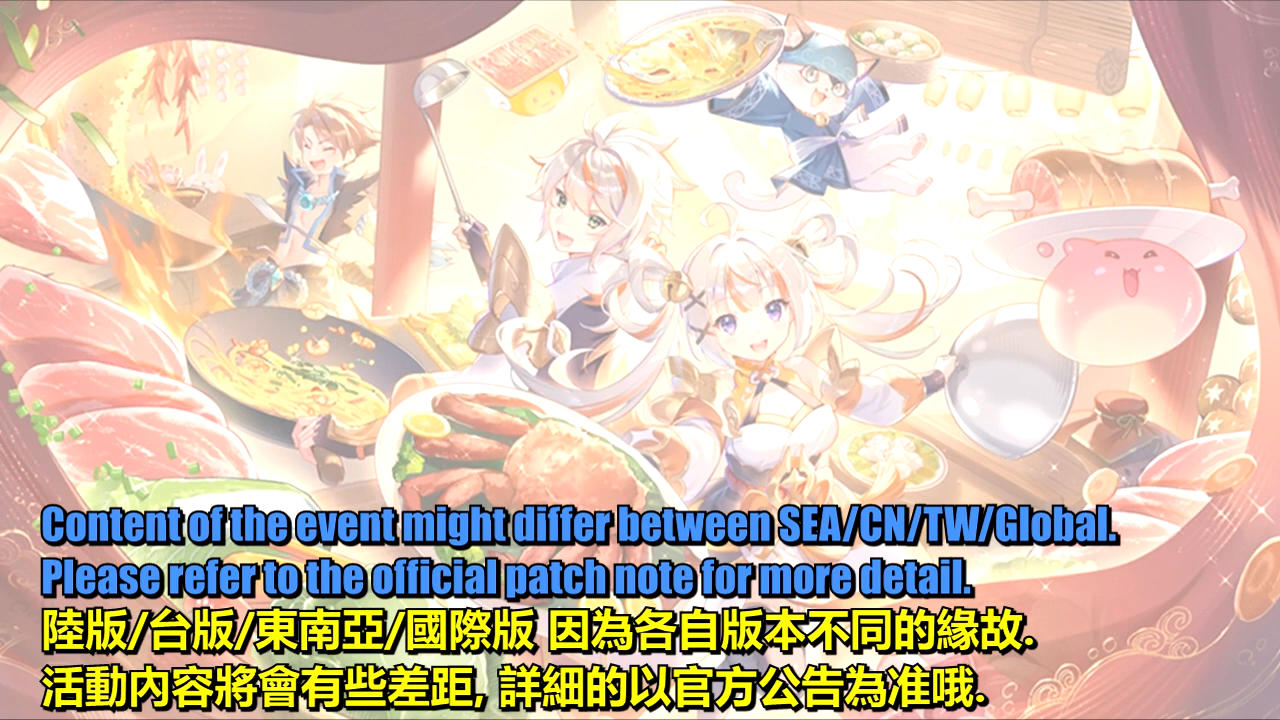 Content of the event might differ between SEA/CN/TW/Global.
Please refer to the official patch note for more detail.
陸版/台版/東南亞/國際版 因為各自版本不同的緣故.
活動內容將會有些差距, 詳細的以官方公告為准哦.